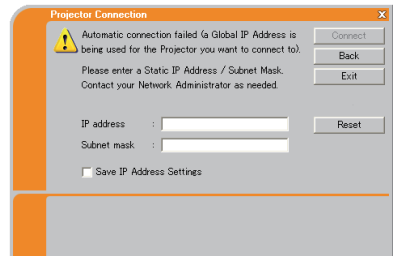 Projector Connection
Automatic connection failed (a Global IP Address is
being used for the Projector you want to connect to).
Please enter a Static IP Address / Subnet Mask.
Contact your Network Administrator as needed.
Connect
Back
Exit
IP address :
Reset
Subnet mask :
Save IP Address Settings